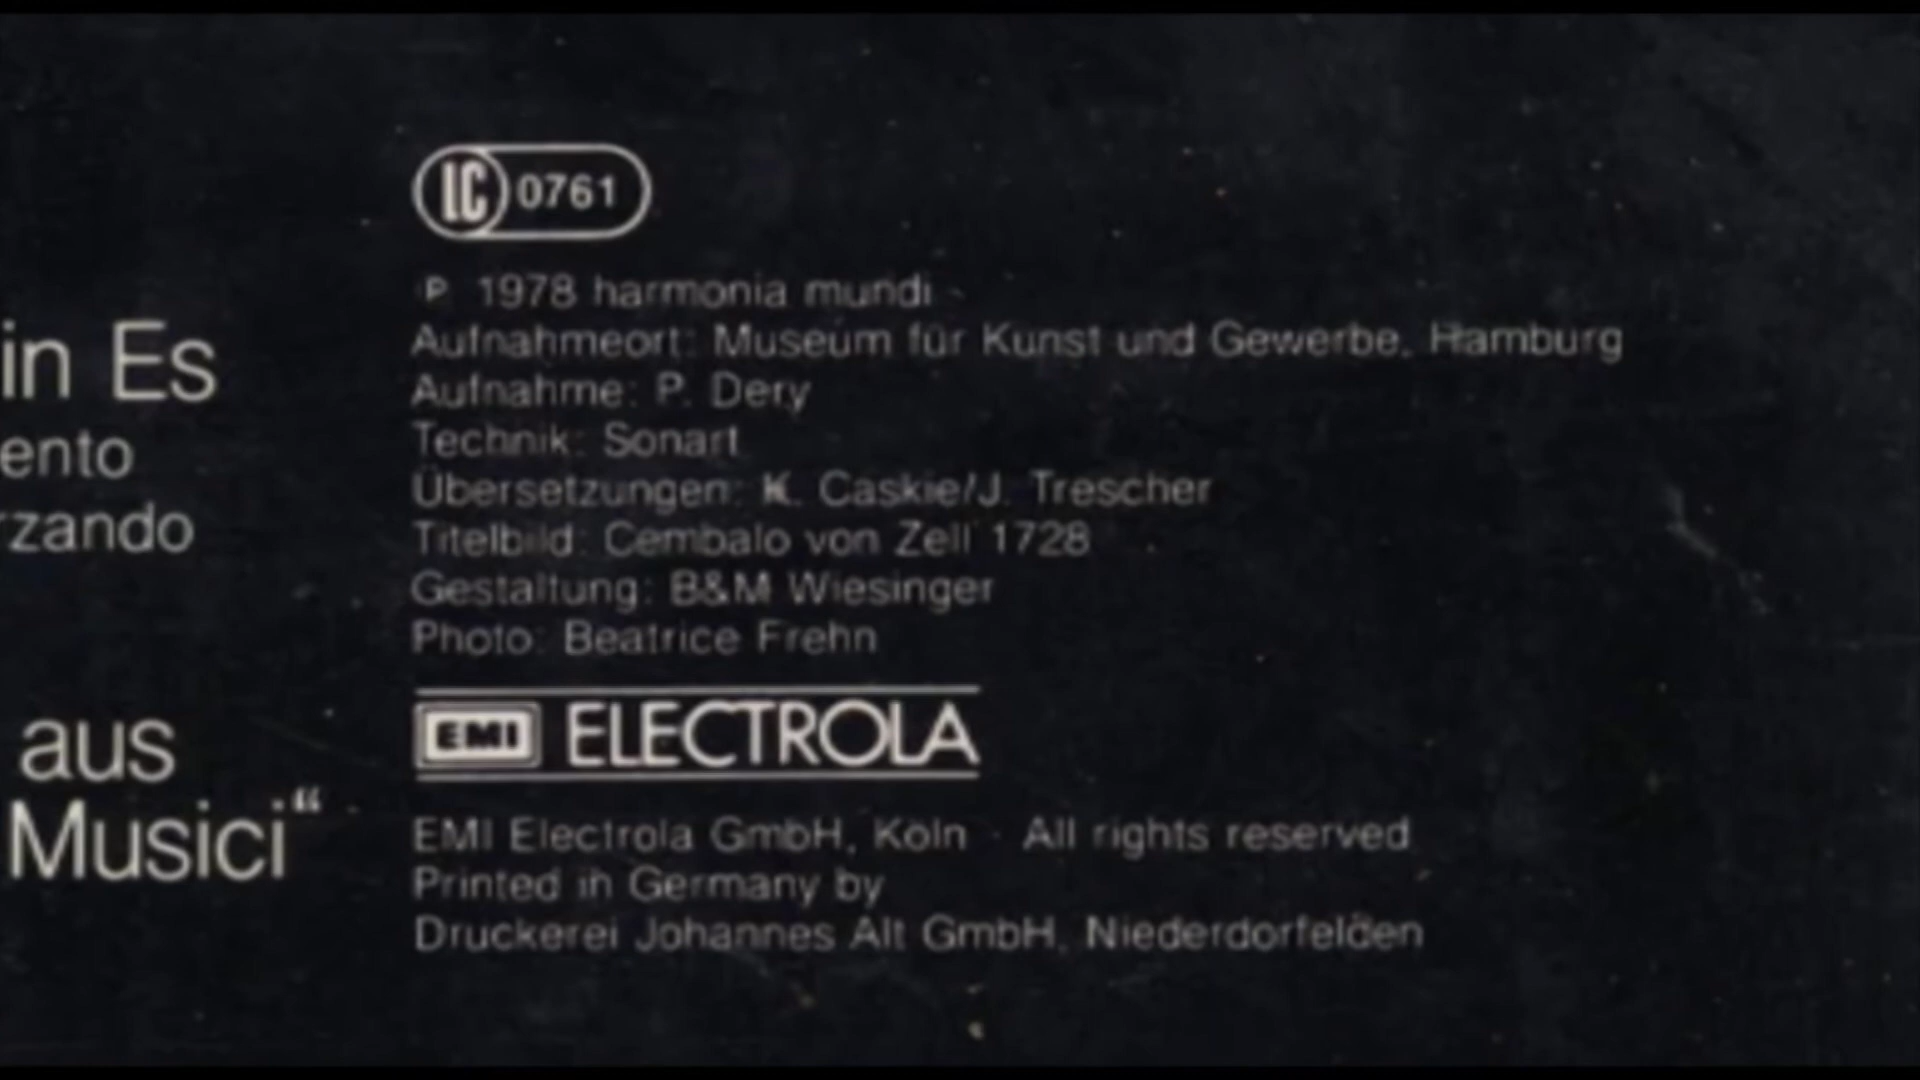 in Es
ento
rzando
aus
Musici“
LC 0761
P 1978 harmonia mundi
Aufnahmeort: Museum für Kunst und Gewerbe, Hamburg
Aufnahme: P. Dery
Technik: Sonart
Übersetzungen: K. Caskie/J. Trescher
Titelbild: Cembalo von Zell 1728
Gestaltung: B&M Wiesinger
Photo: Beatrice Frehn
EMI ELECTROLA
EMI Electrola GmbH, Köln · All rights reserved
Printed in Germany by
Druckerei Johannes Alt GmbH, Niederdorfelden